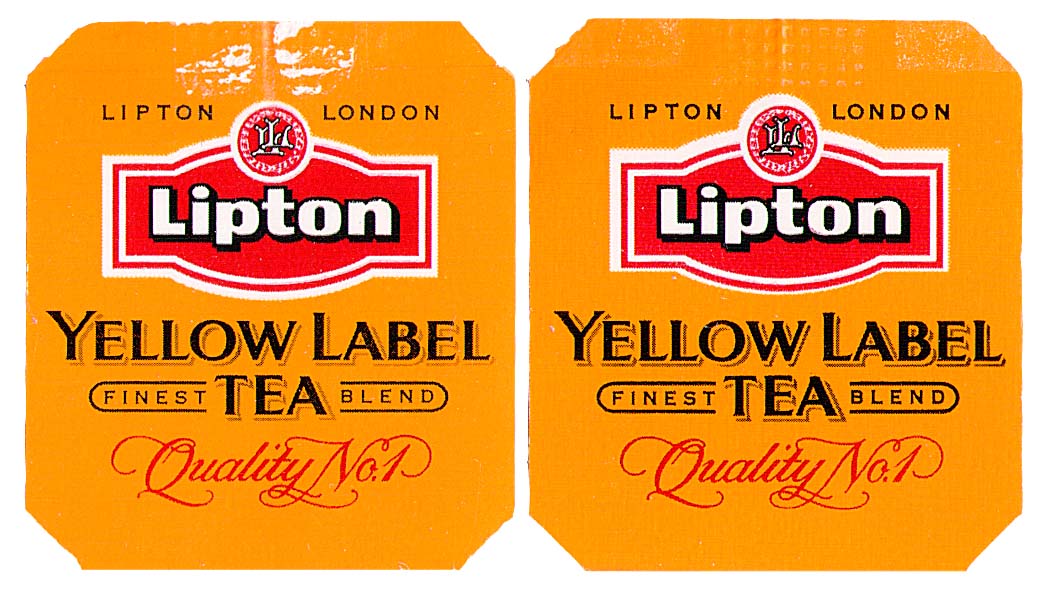 LIPTON LONDON
Lipton
YELLOW LABEL
FINEST TEA BLEND
Quality No.1
LIPTON LONDON
Lipton
YELLOW LABEL
FINEST TEA BLEND
Quality No.1